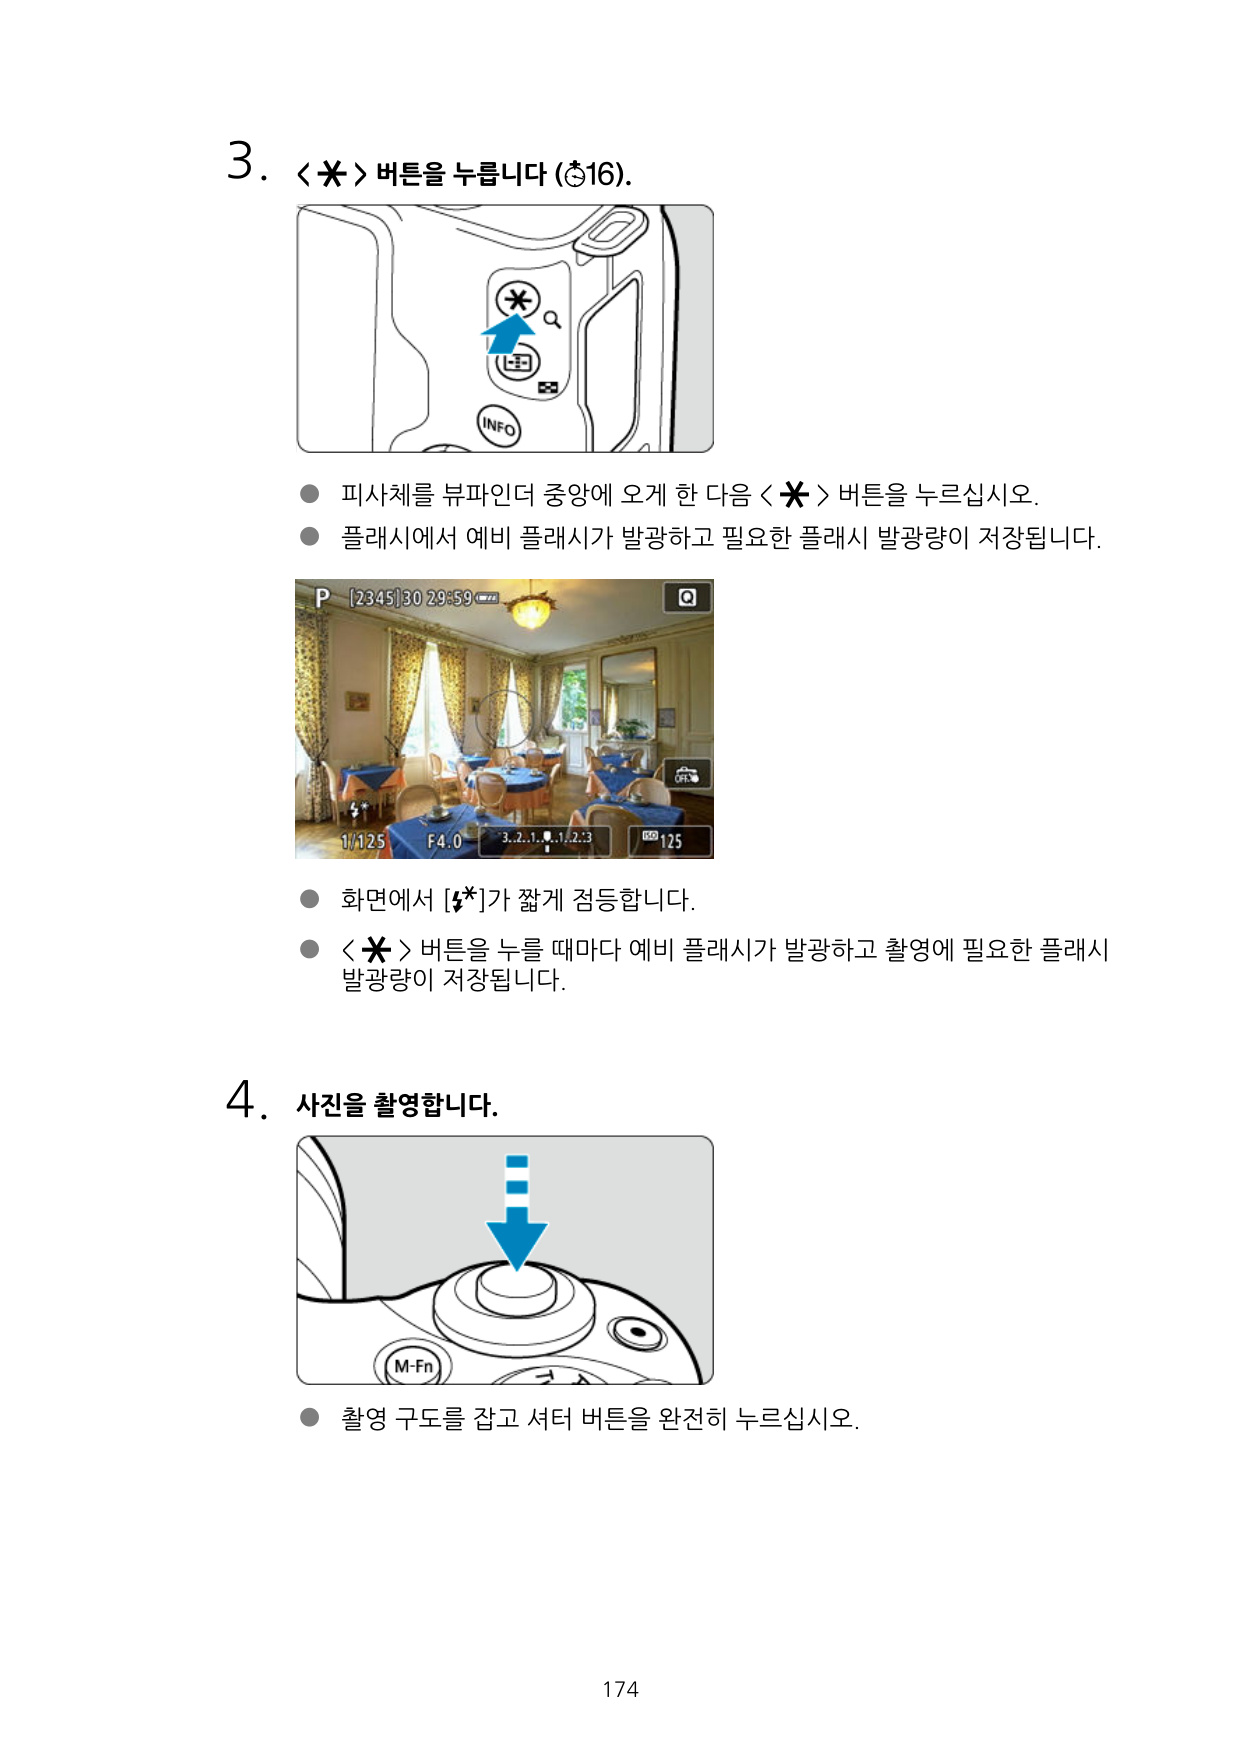 3. <✱> 버튼을 누릅니다 (⏱16).
✱
INFO
● 피사체를 뷰파인더 중앙에 오게 한 다음 <✱> 버튼을 누르십시오.
● 플래시에서 예비 플래시가 발광하고 필요한 플래시 발광량이 저장됩니다.
P [2345]30 29:59 Q
OFF
⚡*
1/125 F4.0 3..2..1..0..1..2..3 ISO 125
● 화면에서 [⚡✱]가 짧게 점등합니다.
● <✱> 버튼을 누를 때마다 예비 플래시가 발광하고 촬영에 필요한 플래시
발광량이 저장됩니다.
4. 사진을 촬영합니다.
M-Fn
● 촬영 구도를 잡고 셔터 버튼을 완전히 누르십시오.
174